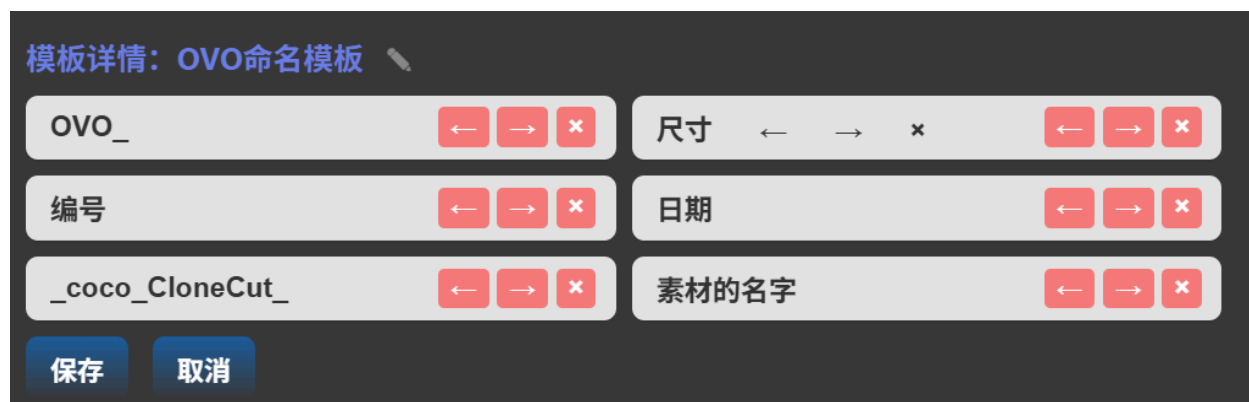 模板详情：OVO命名模板
OVO_ ← → ×
尺寸 ← → × ← → ×
编号 ← → ×
日期 ← → ×
_coco_CloneCut_ ← → ×
素材的名字 ← → ×
保存 取消